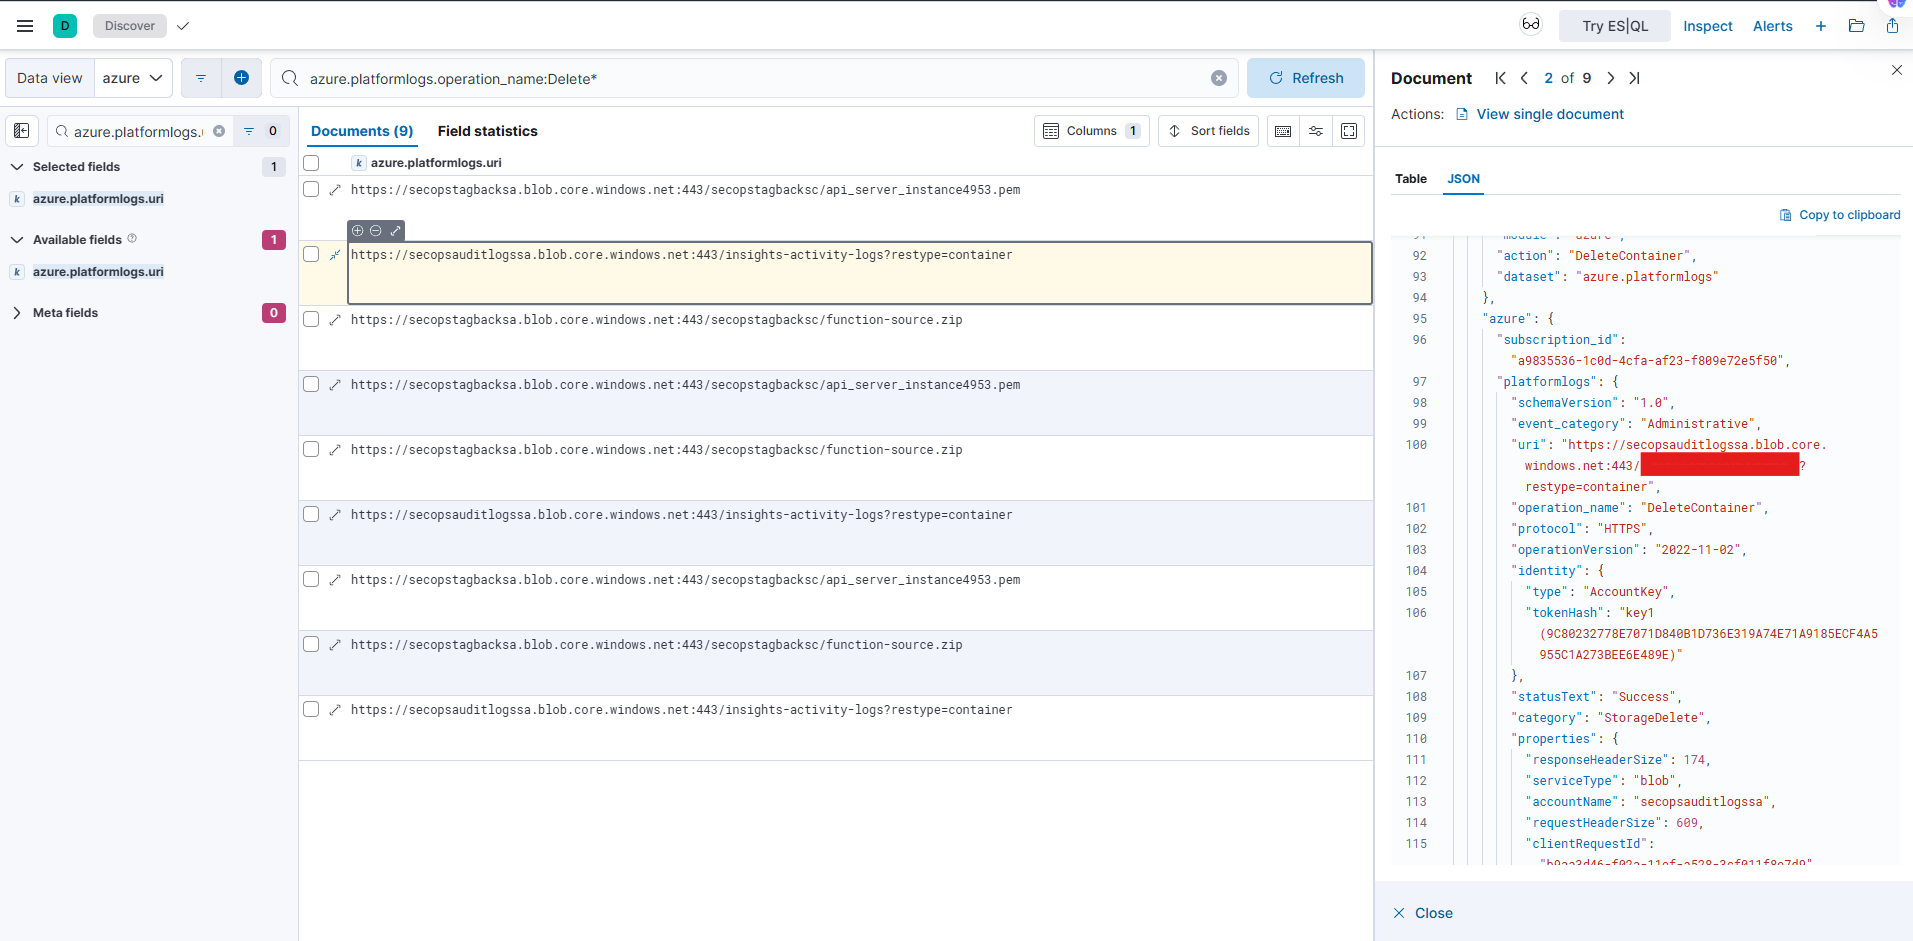 D Discover
Try ES|QL Inspect Alerts
Data view azure
azure.platformlogs.operation_name:Delete*
Refresh
azure.platformlogs.u 0
Selected fields 1
k azure.platformlogs.uri
Available fields 1
k azure.platformlogs.uri
Meta fields 0
Documents (9) Field statistics
Columns 1 Sort fields
k azure.platformlogs.uri
https://secopstagbacksa.blob.core.windows.net:443/secopstagbacksc/api_server_instance4953.pem
https://secopsauditlogssa.blob.core.windows.net:443/insights-activity-logs?restype=container
https://secopstagbacksa.blob.core.windows.net:443/secopstagbacksc/function-source.zip
https://secopstagbacksa.blob.core.windows.net:443/secopstagbacksc/api_server_instance4953.pem
https://secopstagbacksa.blob.core.windows.net:443/secopstagbacksc/function-source.zip
https://secopsauditlogssa.blob.core.windows.net:443/insights-activity-logs?restype=container
https://secopstagbacksa.blob.core.windows.net:443/secopstagbacksc/api_server_instance4953.pem
https://secopstagbacksa.blob.core.windows.net:443/secopstagbacksc/function-source.zip
https://secopsauditlogssa.blob.core.windows.net:443/insights-activity-logs?restype=container
Document 2 of 9
Actions: View single document
Table JSON
Copy to clipboard
91 "module": "azure",
92 "action": "DeleteContainer",
93 "dataset": "azure.platformlogs"
94 },
95 "azure": {
96 "subscription_id":
"a9835536-1c0d-4cfa-af23-f809e72e5f50",
97 "platformlogs": {
98 "schemaVersion": "1.0",
99 "event_category": "Administrative",
100 "uri": "https://secopsauditlogssa.blob.core.
windows.net:443/ ?
restype=container",
101 "operation_name": "DeleteContainer",
102 "protocol": "HTTPS",
103 "operationVersion": "2022-11-02",
104 "identity": {
105 "type": "AccountKey",
106 "tokenHash": "key1
(9C80232778E7071D840B1D736E319A74E71A9185ECF4A5
955C1A273BEE6E489E)"
107 },
108 "statusText": "Success",
109 "category": "StorageDelete",
110 "properties": {
111 "responseHeaderSize": 174,
112 "serviceType": "blob",
113 "accountName": "secopsauditlogssa",
114 "requestHeaderSize": 609,
115 "clientRequestId":
Close